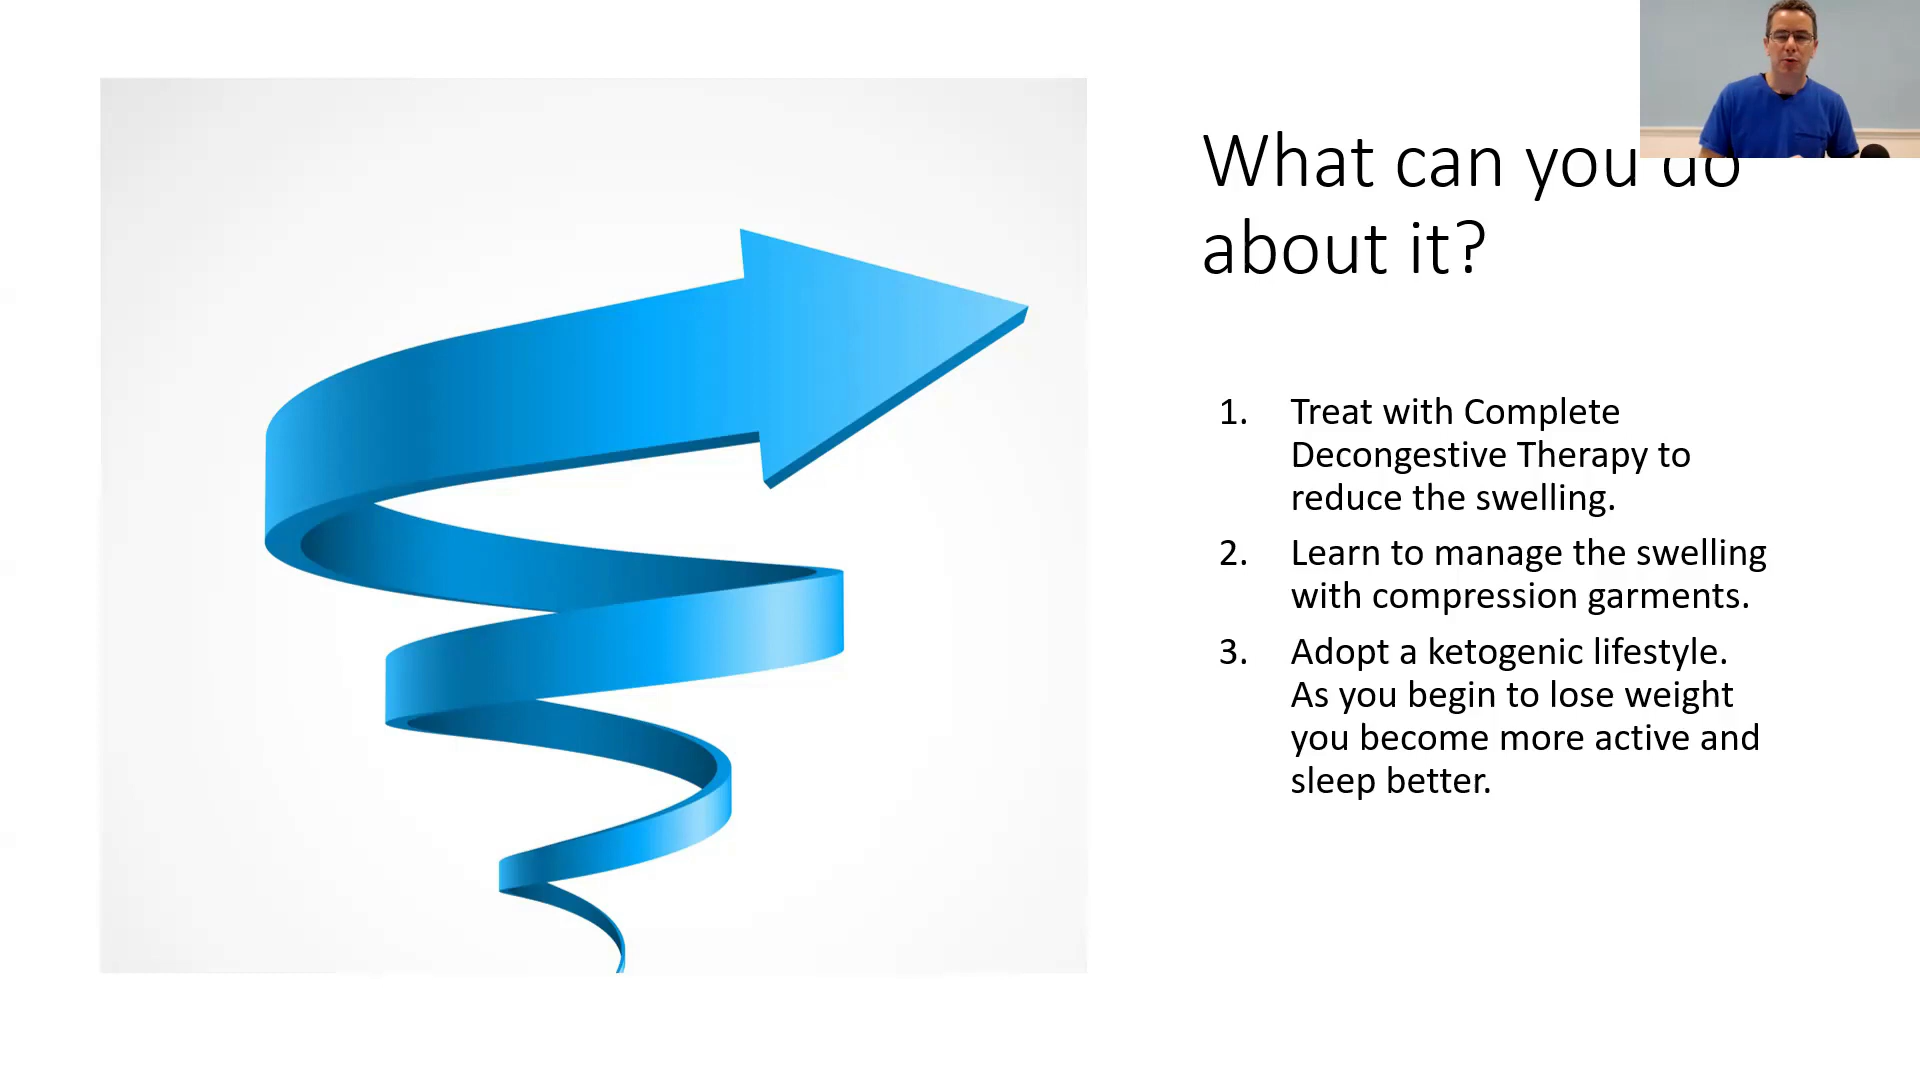 What can you do
about it?
1. Treat with Complete
Decongestive Therapy to
reduce the swelling.
2. Learn to manage the swelling
with compression garments.
3. Adopt a ketogenic lifestyle.
As you begin to lose weight
you become more active and
sleep better.